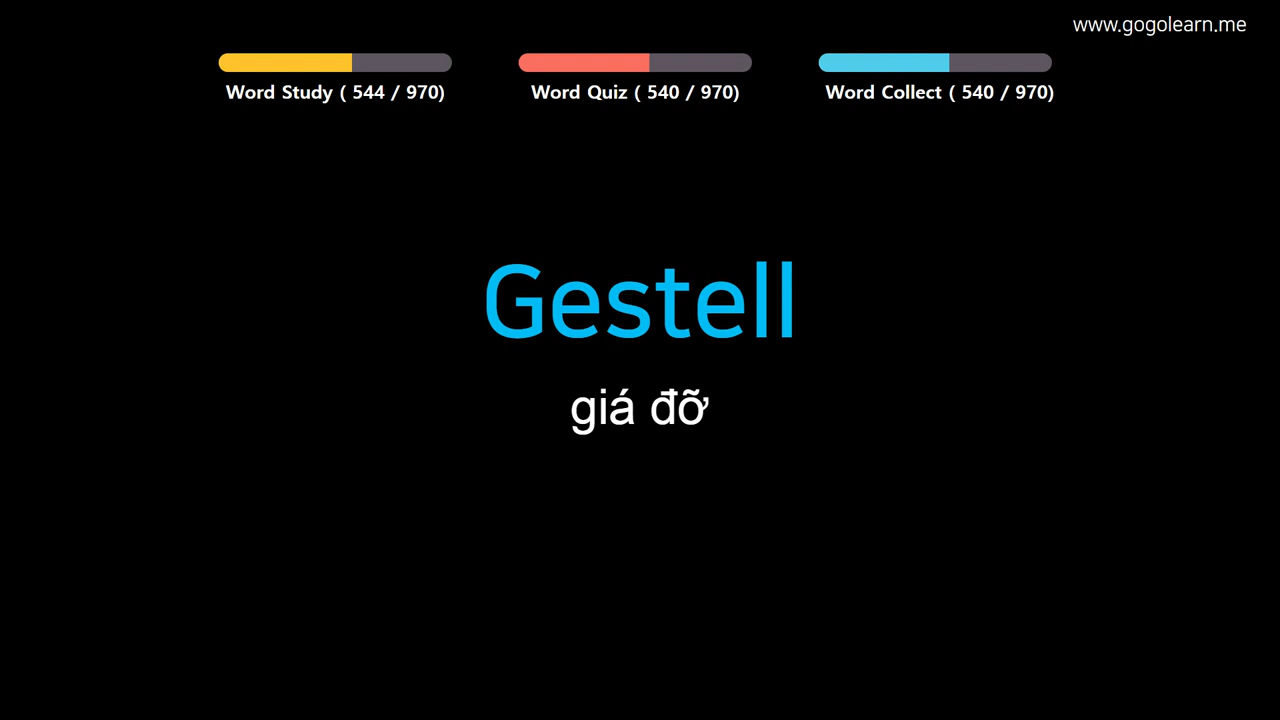 www.gogolearn.me
Word Study ( 544 / 970)
Word Quiz ( 540 / 970)
Word Collect ( 540 / 970)
Gestell
giá đỡ